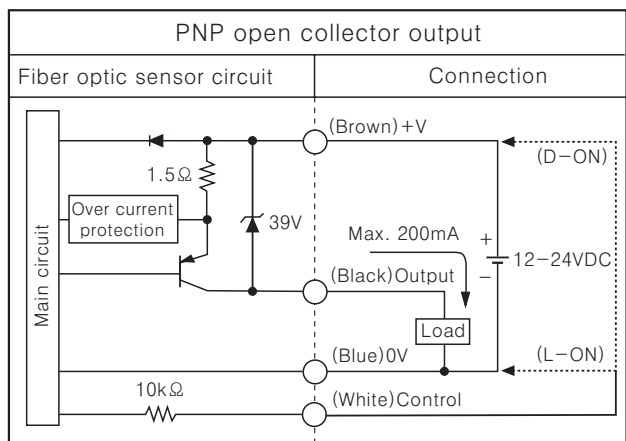 PNP open collector output
Fiber optic sensor circuit
Connection
(Brown)+V
(D-ON)
1.5Ω
Over current
protection
39V
Max. 200mA
+
12-24VDC
−
(Black)Output
Main circuit
Load
(Blue)0V
(L-ON)
10kΩ
(White)Control